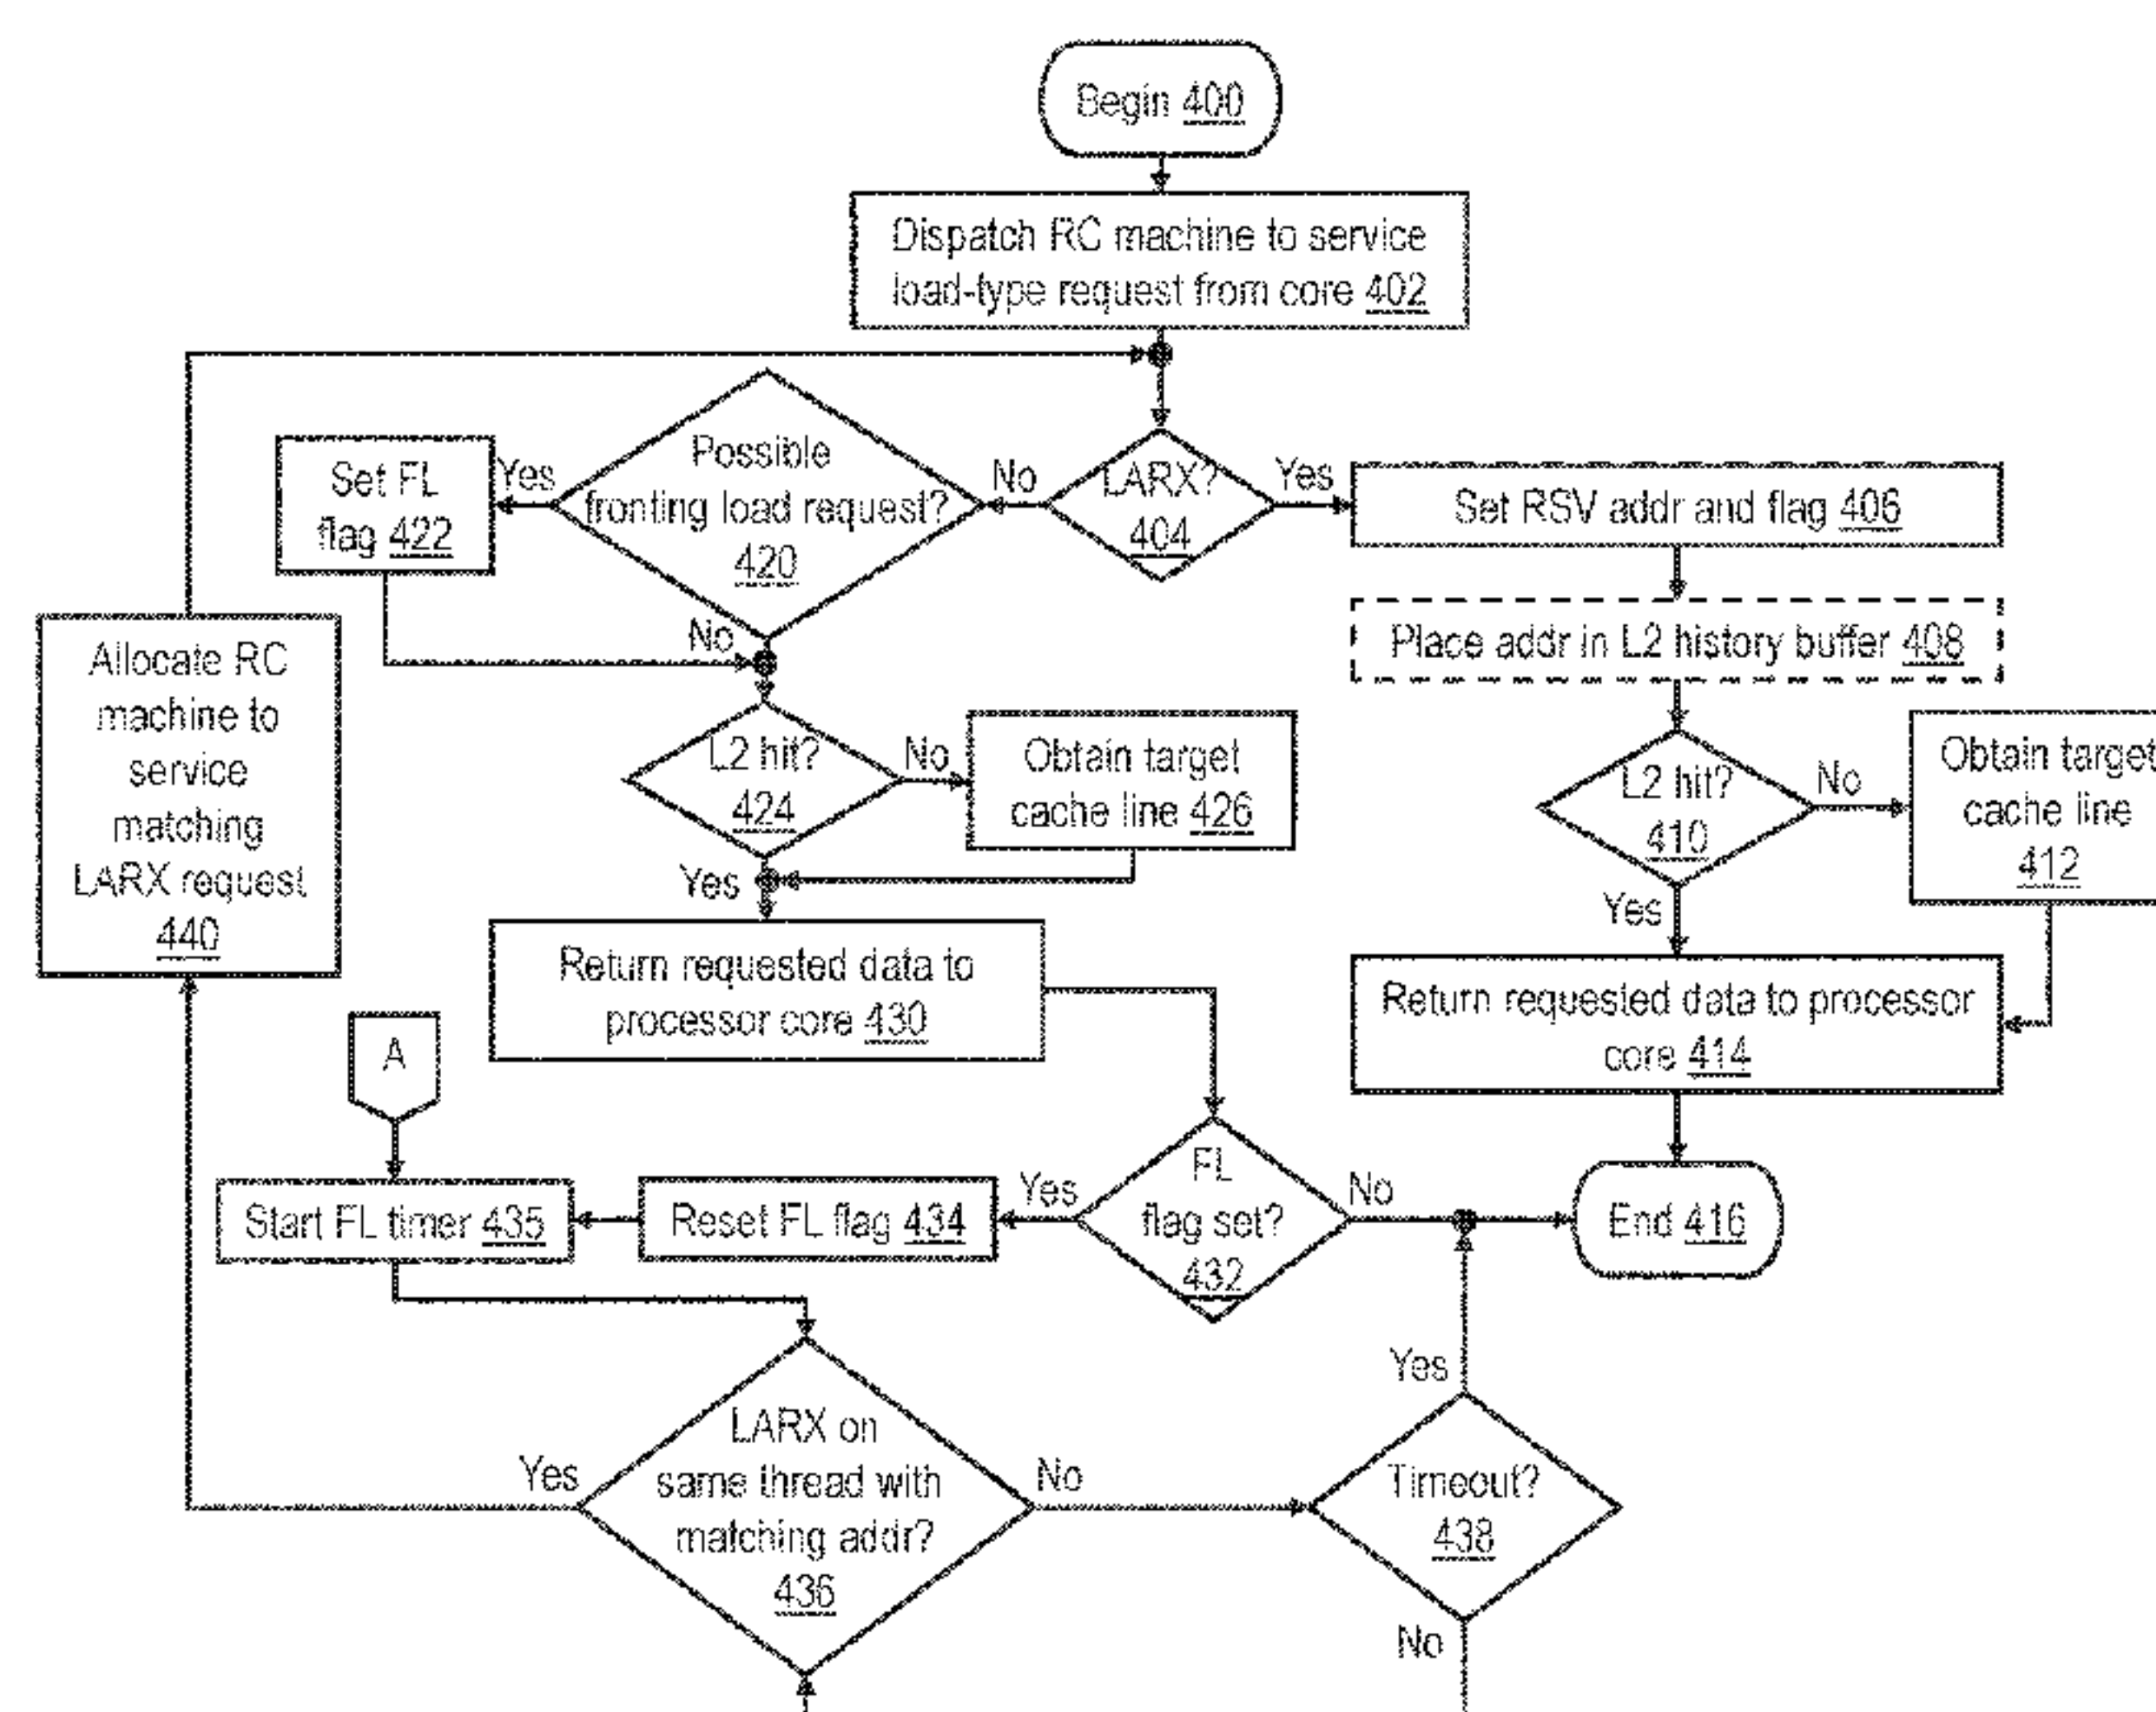 Begin 400
Dispatch RC machine to service
load-type request from core 402
Possible
fronting load request?
420
Yes
Set FL
flag 422
No
LARX?
404
Yes
Set RSV addr and flag 406
Place addr in L2 history buffer 408
No
Allocate RC
machine to
service
matching
LARX request
440
L2 hit?
424
No
Obtain target
cache line 426
Yes
L2 hit?
410
No
Obtain target
cache line
412
Yes
Return requested data to
processor core 430
Return requested data to processor
core 414
A
Start FL timer 435
Reset FL flag 434
Yes
FL
flag set?
432
No
End 416
Yes
LARX on
same thread with
matching addr?
436
Yes
No
Timeout?
438
No